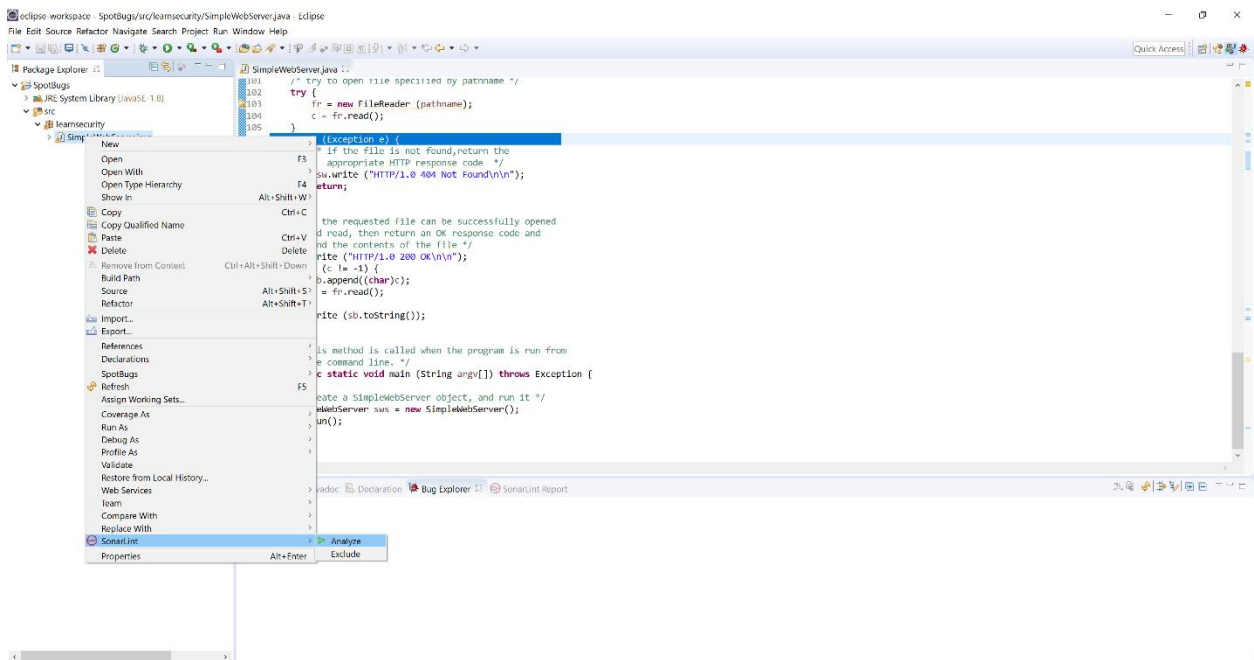 eclipse-workspace - SpotBugs/src/learnsecurity/SimpleWebServer.java - Eclipse
File Edit Source Refactor Navigate Search Project Run Window Help
Quick Access
Package Explorer
SpotBugs
JRE System Library [JavaSE-1.8]
src
learnsecurity
SimpleWebServer.java
New
Open F3
Open With
Open Type Hierarchy F4
Show In Alt+Shift+W
Copy Ctrl+C
Copy Qualified Name
Paste Ctrl+V
Delete Delete
Remove from Context Ctrl+Alt+Shift+Down
Build Path
Source Alt+Shift+S
Refactor Alt+Shift+T
Import...
Export...
References
Declarations
SpotBugs
Refresh F5
Assign Working Sets...
Coverage As
Run As
Debug As
Profile As
Validate
Restore from Local History...
Web Services
Team
Compare With
Replace With
SonarLint
Properties Alt+Enter
Analyze
Exclude
SimpleWebServer.java
101 /* try to open file specified by pathname */
102 try {
103 fr = new FileReader (pathname);
104 c = fr.read();
105 }
(Exception e) {
* if the file is not found,return the
appropriate HTTP response code */
sw.write ("HTTP/1.0 404 Not Found\n\n");
eturn;
the requested file can be successfully opened
d read, then return an OK response code and
nd the contents of the file */
rite ("HTTP/1.0 200 OK\n\n");
(c != -1) {
b.append((char)c);
= fr.read();
rite (sb.toString());
is method is called when the program is run from
e command line. */
c static void main (String argv[]) throws Exception {
eate a SimpleWebServer object, and run it */
eWebServer sws = new SimpleWebServer();
un();
vadoc Declaration Bug Explorer SonarLint Report